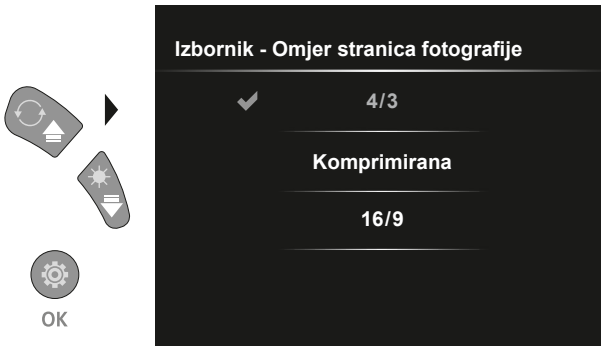 Izbornik - Omjer stranica fotografije
4/3
Komprimirana
16/9
OK